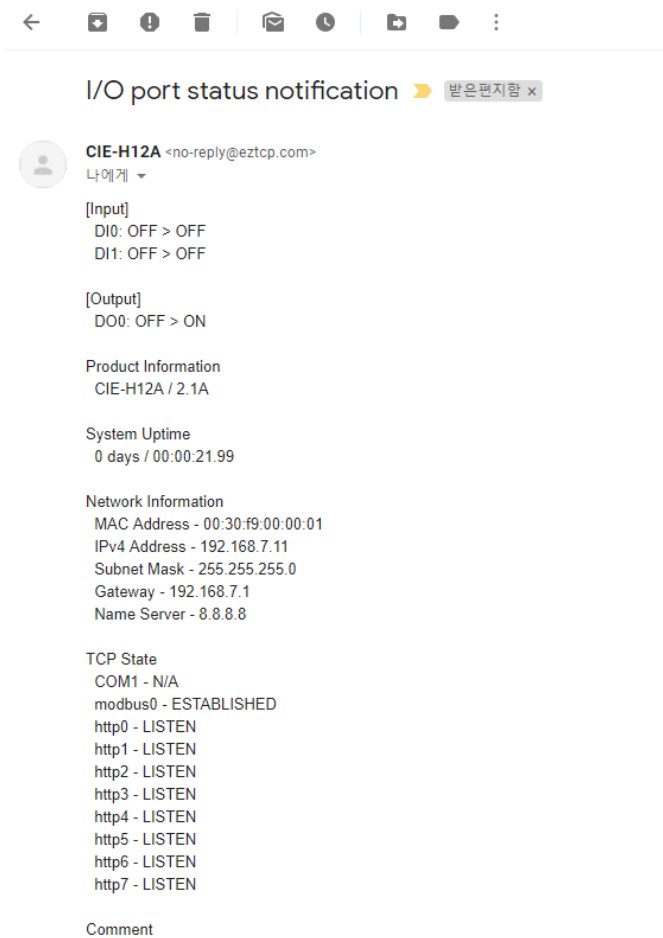 I/O port status notification 받은편지함 ×
CIE-H12A <no-reply@eztcp.com>
나에게
[Input]
DI0: OFF > OFF
DI1: OFF > OFF
[Output]
DO0: OFF > ON
Product Information
CIE-H12A / 2.1A
System Uptime
0 days / 00:00:21.99
Network Information
MAC Address - 00:30:f9:00:00:01
IPv4 Address - 192.168.7.11
Subnet Mask - 255.255.255.0
Gateway - 192.168.7.1
Name Server - 8.8.8.8
TCP State
COM1 - N/A
modbus0 - ESTABLISHED
http0 - LISTEN
http1 - LISTEN
http2 - LISTEN
http3 - LISTEN
http4 - LISTEN
http5 - LISTEN
http6 - LISTEN
http7 - LISTEN
Comment